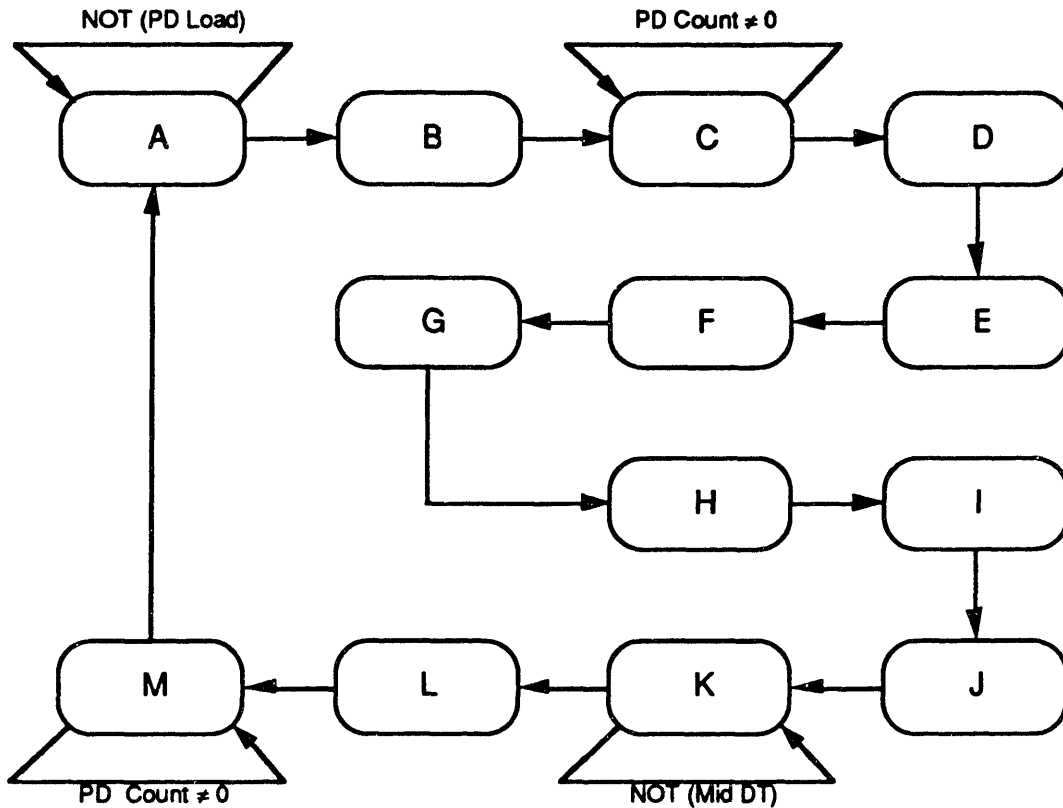 NOT (PD Load)
PD Count ≠ 0
A
B
C
D
G
F
E
H
I
M
L
K
J
PD Count ≠ 0
NOT (Mid DT)